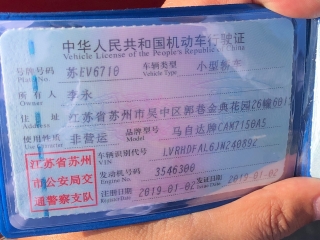 中华人民共和国机动车行驶证
Vehicle License of the People's Republic of China
号牌号码 苏EV6710 车辆类型 小型轿车
Plate No. Vehicle Type
所有人 李永
Owner
住址 江苏省苏州市吴中区郭巷金典花园26幢601
Address
使用性质 非营运 品牌型号 马自达牌CAM7150A5
Use Character Model
江苏省苏州 车辆识别代号 LVRHDFAL6JN240892
VIN
市公安局交 发动机号码 3546300
Engine No.
通警察支队 注册日期 2019-01-02
Register Date